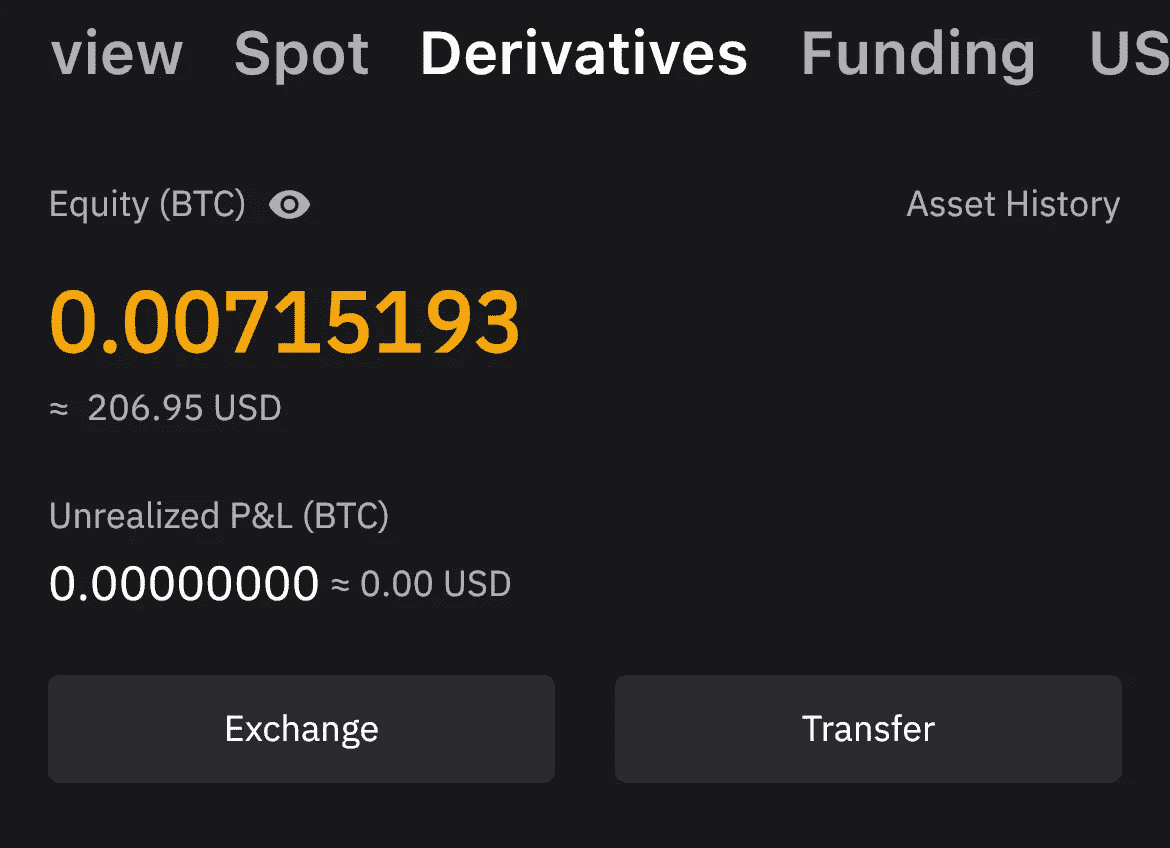 view Spot Derivatives Funding US
Equity (BTC) Asset History
0.00715193
≈ 206.95 USD
Unrealized P&L (BTC)
0.00000000 ≈ 0.00 USD
Exchange Transfer